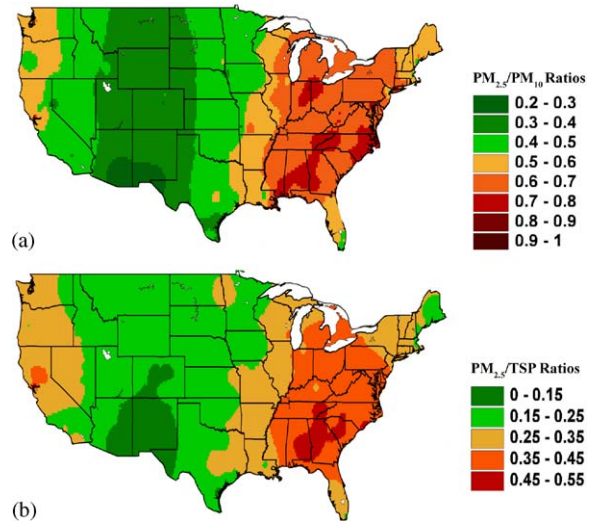 PM2.5/PM10 Ratios
0.2 - 0.3
0.3 - 0.4
0.4 - 0.5
0.5 - 0.6
0.6 - 0.7
0.7 - 0.8
0.8 - 0.9
0.9 - 1
(a)
PM2.5/TSP Ratios
0 - 0.15
0.15 - 0.25
0.25 - 0.35
0.35 - 0.45
0.45 - 0.55
(b)